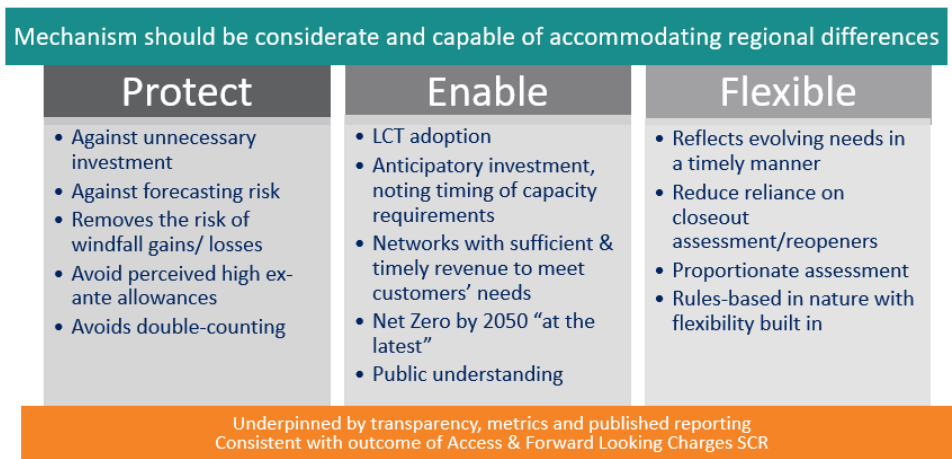 Mechanism should be considerate and capable of accommodating regional differences
Protect
• Against unnecessary
investment
• Against forecasting risk
• Removes the risk of
windfall gains/ losses
• Avoid perceived high ex-
ante allowances
• Avoids double-counting
Enable
• LCT adoption
• Anticipatory investment,
noting timing of capacity
requirements
• Networks with sufficient &
timely revenue to meet
customers’ needs
• Net Zero by 2050 “at the
latest”
• Public understanding
Flexible
• Reflects evolving needs in
a timely manner
• Reduce reliance on
closeout
assessment/reopeners
• Proportionate assessment
• Rules-based in nature with
flexibility built in
Underpinned by transparency, metrics and published reporting
Consistent with outcome of Access & Forward Looking Charges SCR